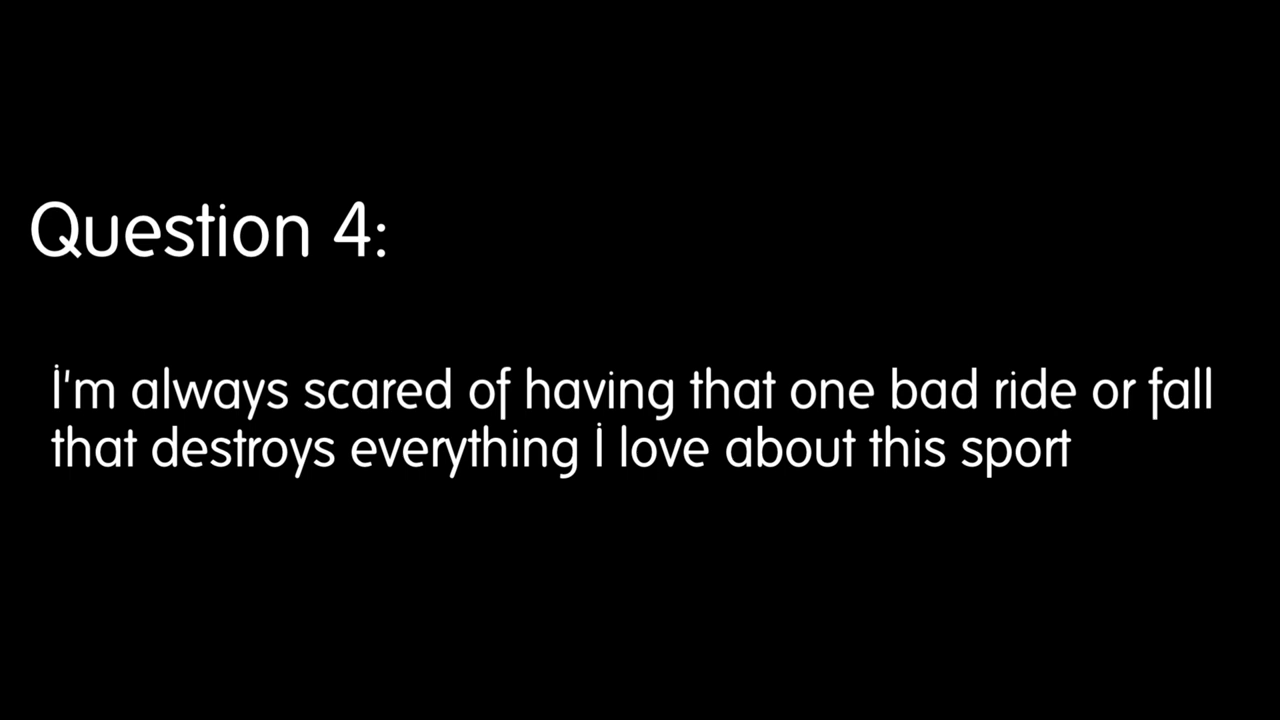 Question 4:
I'm always scared of having that one bad ride or fall
that destroys everything I love about this sport